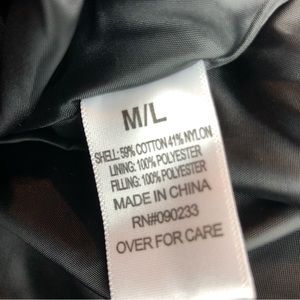 M/L
SHELL: 59% COTTON 41% NYLON
LINING: 100% POLYESTER
FILLING: 100% POLYESTER
MADE IN CHINA
RN#090233
OVER FOR CARE